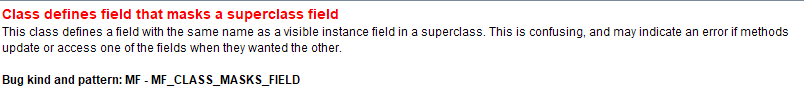 Class defines field that masks a superclass field
This class defines a field with the same name as a visible instance field in a superclass. This is confusing, and may indicate an error if methods
update or access one of the fields when they wanted the other.
Bug kind and pattern: MF - MF_CLASS_MASKS_FIELD